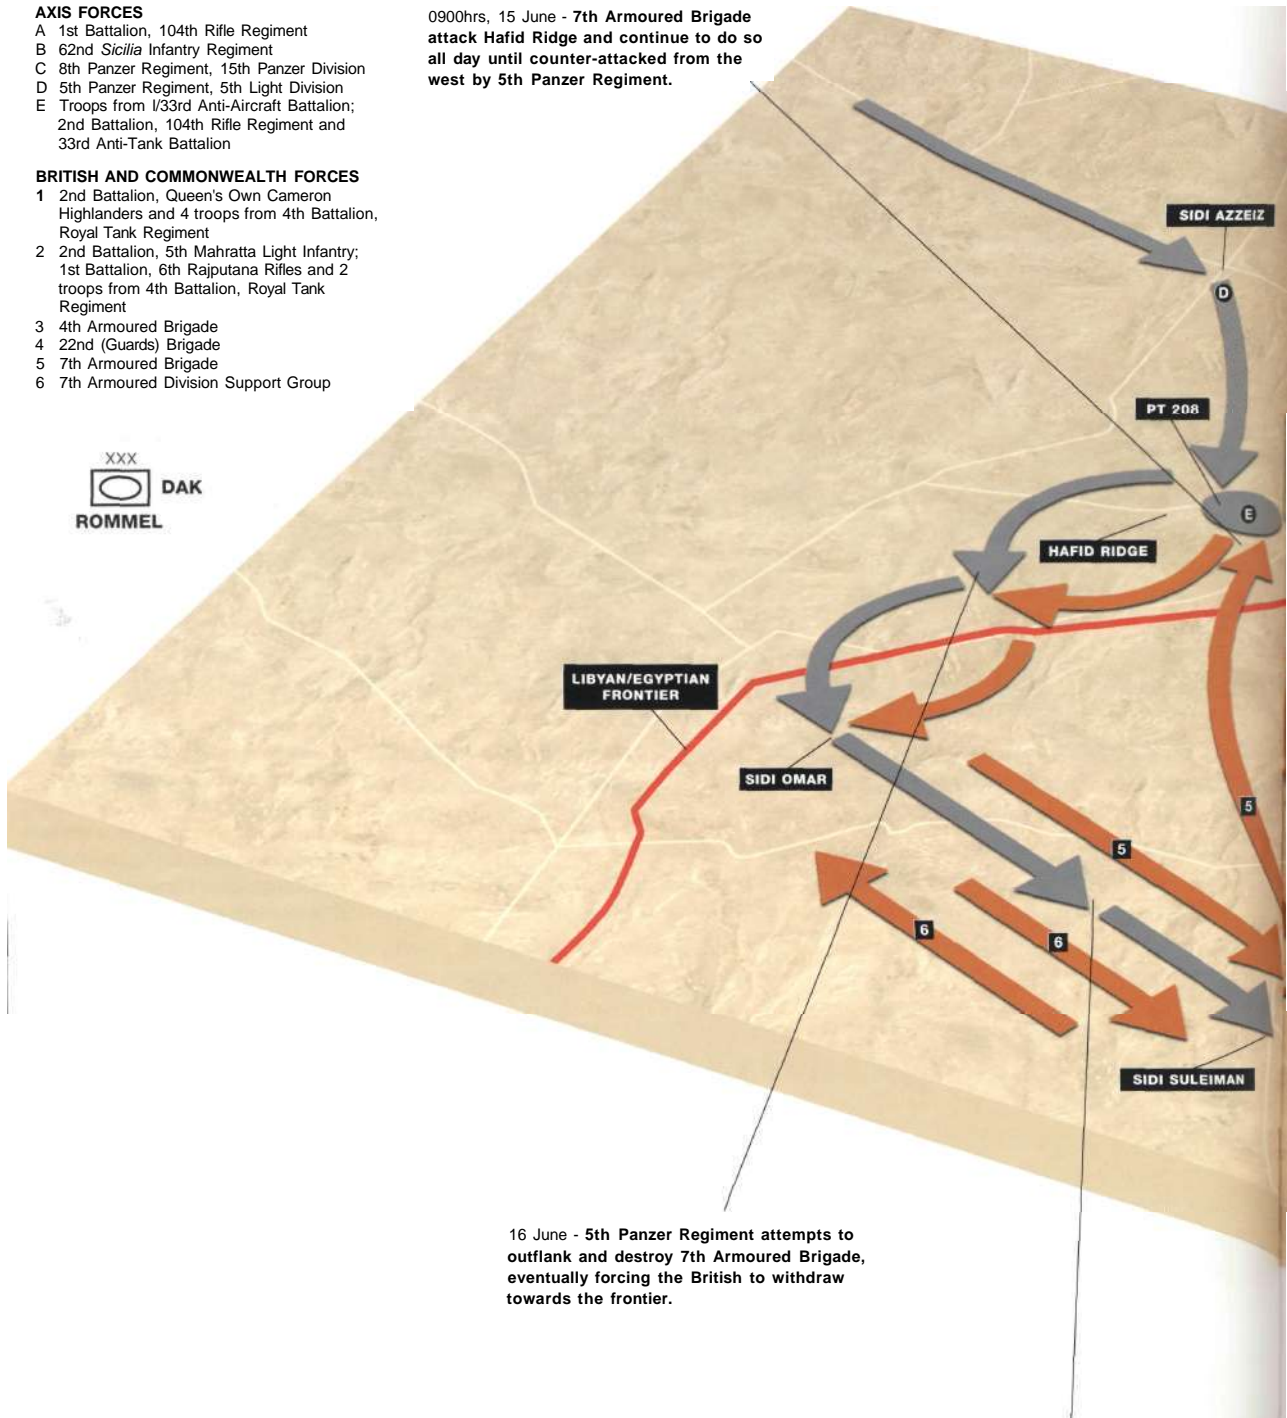 AXIS FORCES
A 1st Battalion, 104th Rifle Regiment
B 62nd Sicilia Infantry Regiment
C 8th Panzer Regiment, 15th Panzer Division
D 5th Panzer Regiment, 5th Light Division
E Troops from I/33rd Anti-Aircraft Battalion;
2nd Battalion, 104th Rifle Regiment and
33rd Anti-Tank Battalion
BRITISH AND COMMONWEALTH FORCES
1 2nd Battalion, Queen's Own Cameron
Highlanders and 4 troops from 4th Battalion,
Royal Tank Regiment
2 2nd Battalion, 5th Mahratta Light Infantry;
1st Battalion, 6th Rajputana Rifles and 2
troops from 4th Battalion, Royal Tank
Regiment
3 4th Armoured Brigade
4 22nd (Guards) Brigade
5 7th Armoured Brigade
6 7th Armoured Division Support Group
0900hrs, 15 June - 7th Armoured Brigade
attack Hafid Ridge and continue to do so
all day until counter-attacked from the
west by 5th Panzer Regiment.
XXX
DAK
ROMMEL
SIDI AZZEIZ
D
PT 208
E
HAFID RIDGE
LIBYAN/EGYPTIAN
FRONTIER
SIDI OMAR
5
5
6
6
SIDI SULEIMAN
16 June - 5th Panzer Regiment attempts to
outflank and destroy 7th Armoured Brigade,
eventually forcing the British to withdraw
towards the frontier.